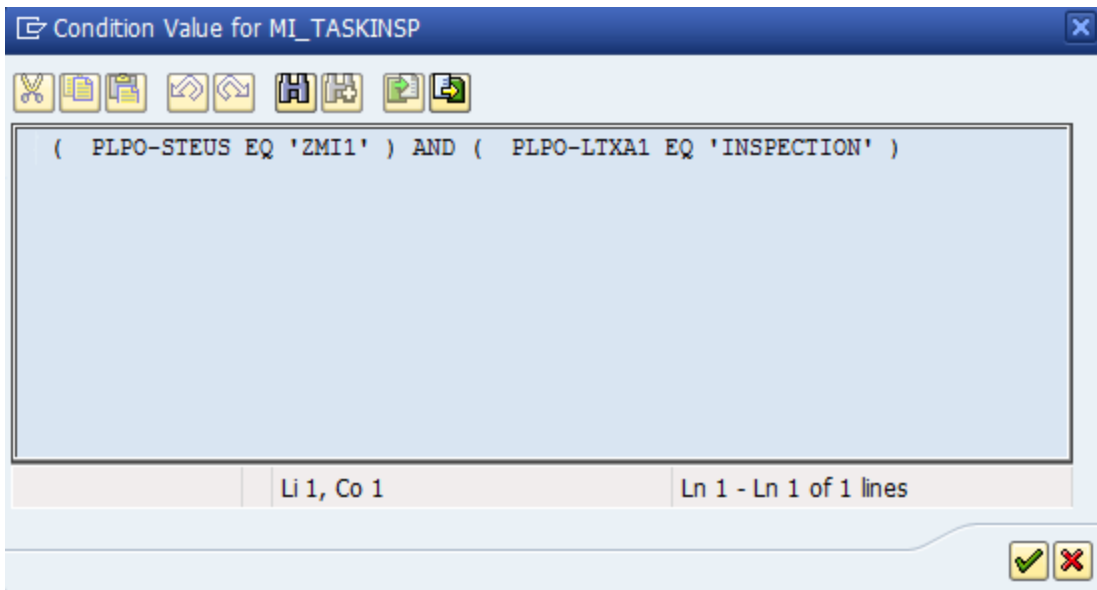 Condition Value for MI_TASKINSP
( PLPO-STEUS EQ 'ZMI1' ) AND ( PLPO-LTXA1 EQ 'INSPECTION' )
Li 1, Co 1
Ln 1 - Ln 1 of 1 lines